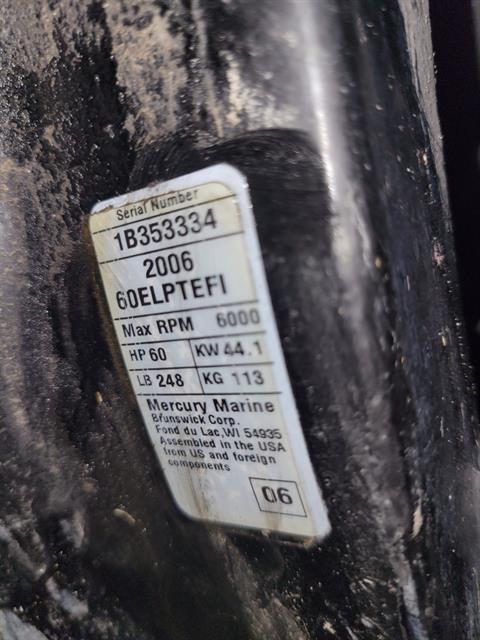 Serial Number
1B353334
2006
60ELPTEFI
Max RPM 6000
HP 60 KW 44.1
LB 248 KG 113
Mercury Marine
Brunswick Corp.
Fond du Lac,WI 54935
Assembled in the USA
from US and foreign
components
06